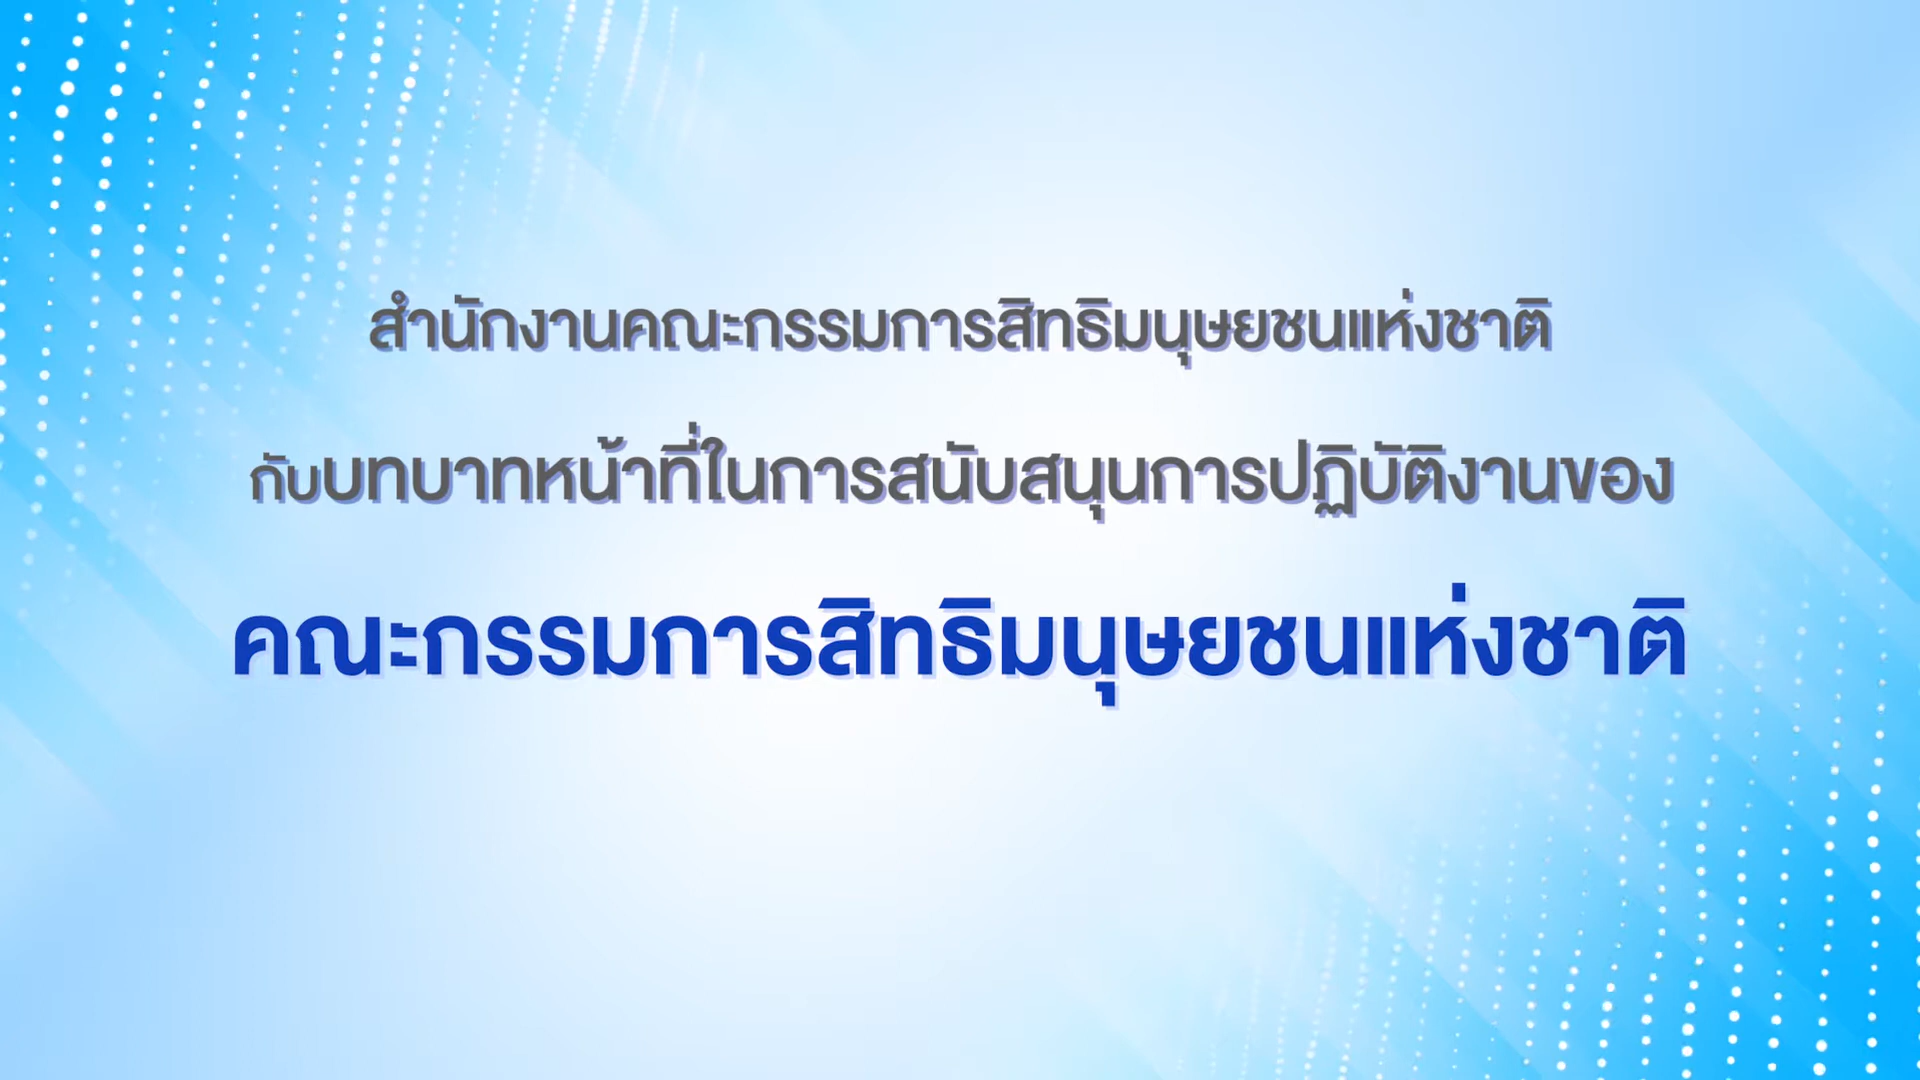 สำนักงานคณะกรรมการสิทธิมนุษยชนแห่งชาติ
กับบทบาทหน้าที่ในการสนับสนุนการปฏิบัติงานของ
คณะกรรมการสิทธิมนุษยชนแห่งชาติ